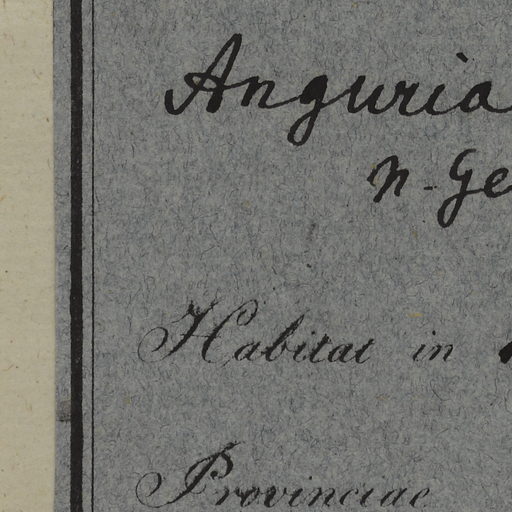 Anguria
n. Ge
Habitat in
Provinciae